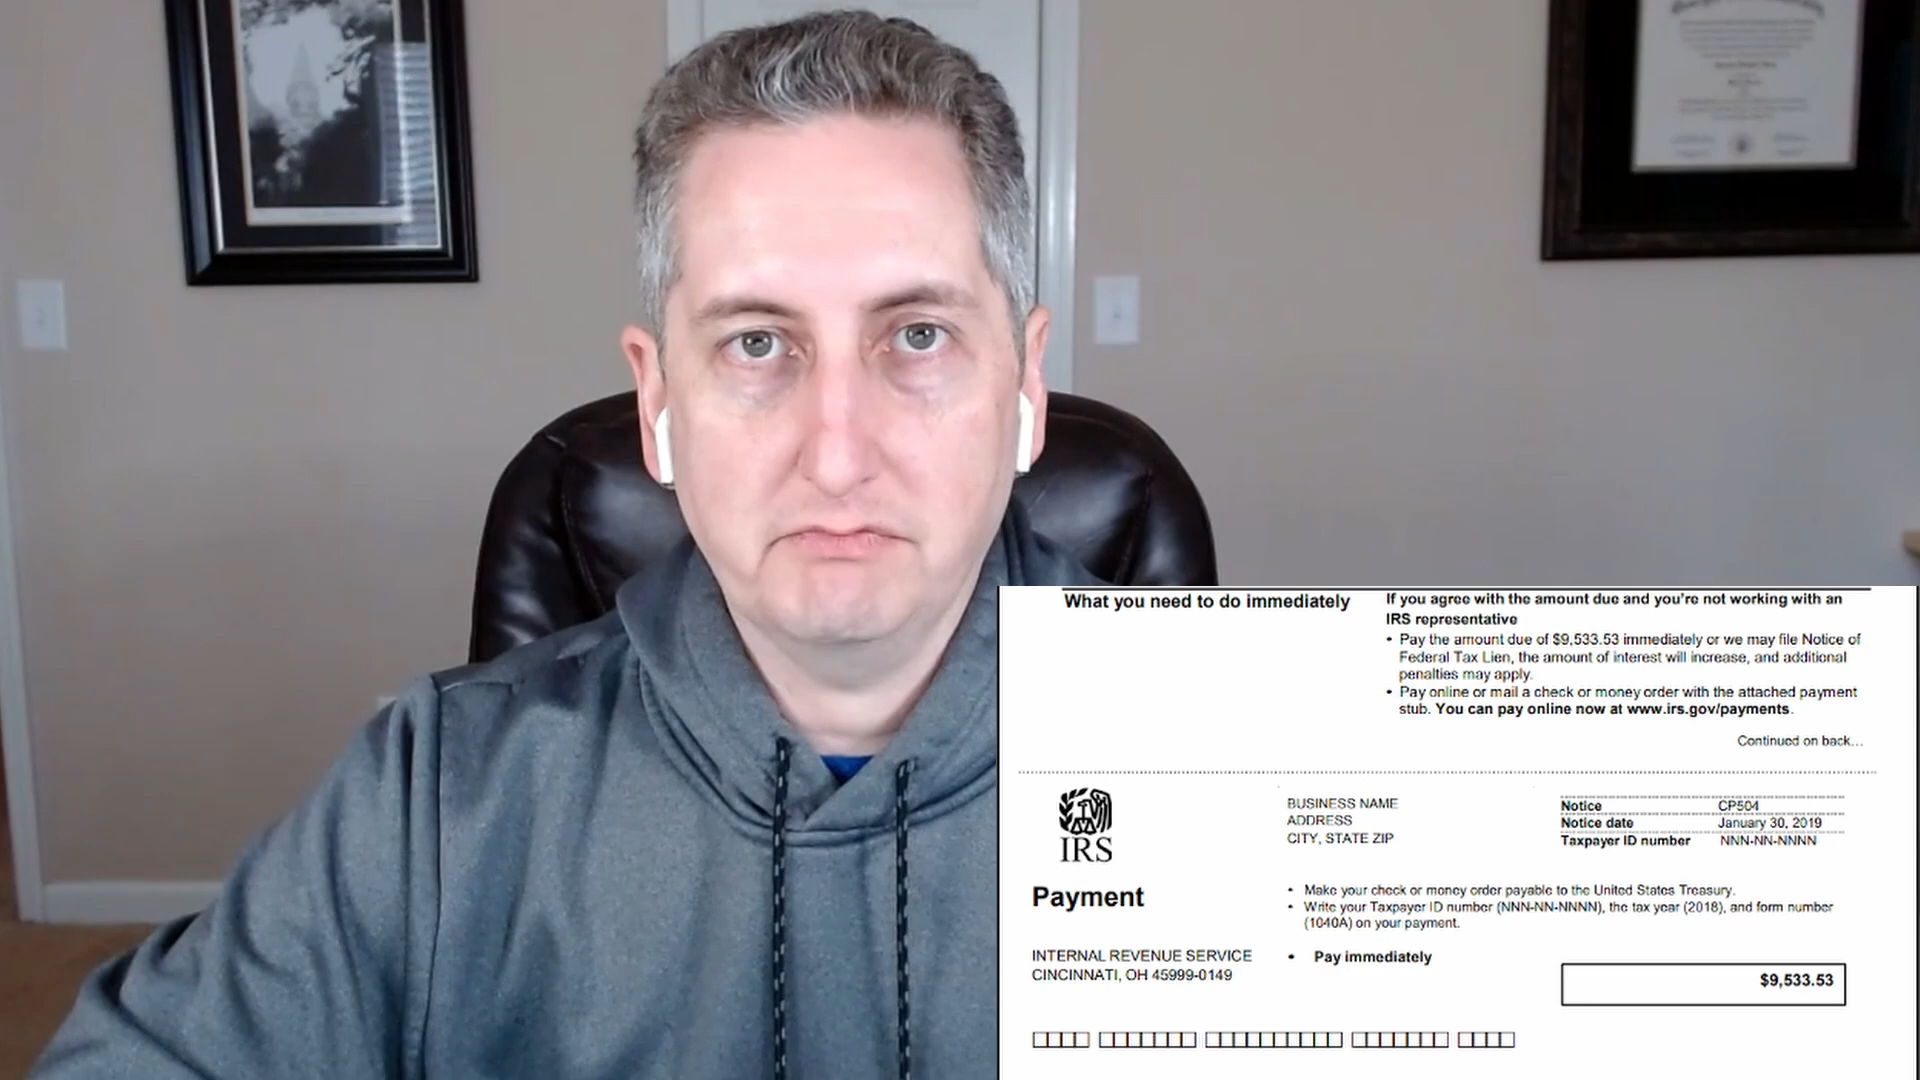 What you need to do immediately
If you agree with the amount due and you're not working with an
IRS representative
• Pay the amount due of $9,533.53 immediately or we may file Notice of
Federal Tax Lien, the amount of interest will increase, and additional
penalties may apply.
• Pay online or mail a check or money order with the attached payment
stub. You can pay online now at www.irs.gov/payments.
Continued on back...
IRS
BUSINESS NAME
ADDRESS
CITY, STATE ZIP
Notice CP504
Notice date January 30, 2019
Taxpayer ID number NNN-NN-NNNN
Payment
• Make your check or money order payable to the United States Treasury.
• Write your Taxpayer ID number (NNN-NN-NNNN), the tax year (2018), and form number
(1040A) on your payment.
• Pay immediately
INTERNAL REVENUE SERVICE
CINCINNATI, OH 45999-0149
$9,533.53